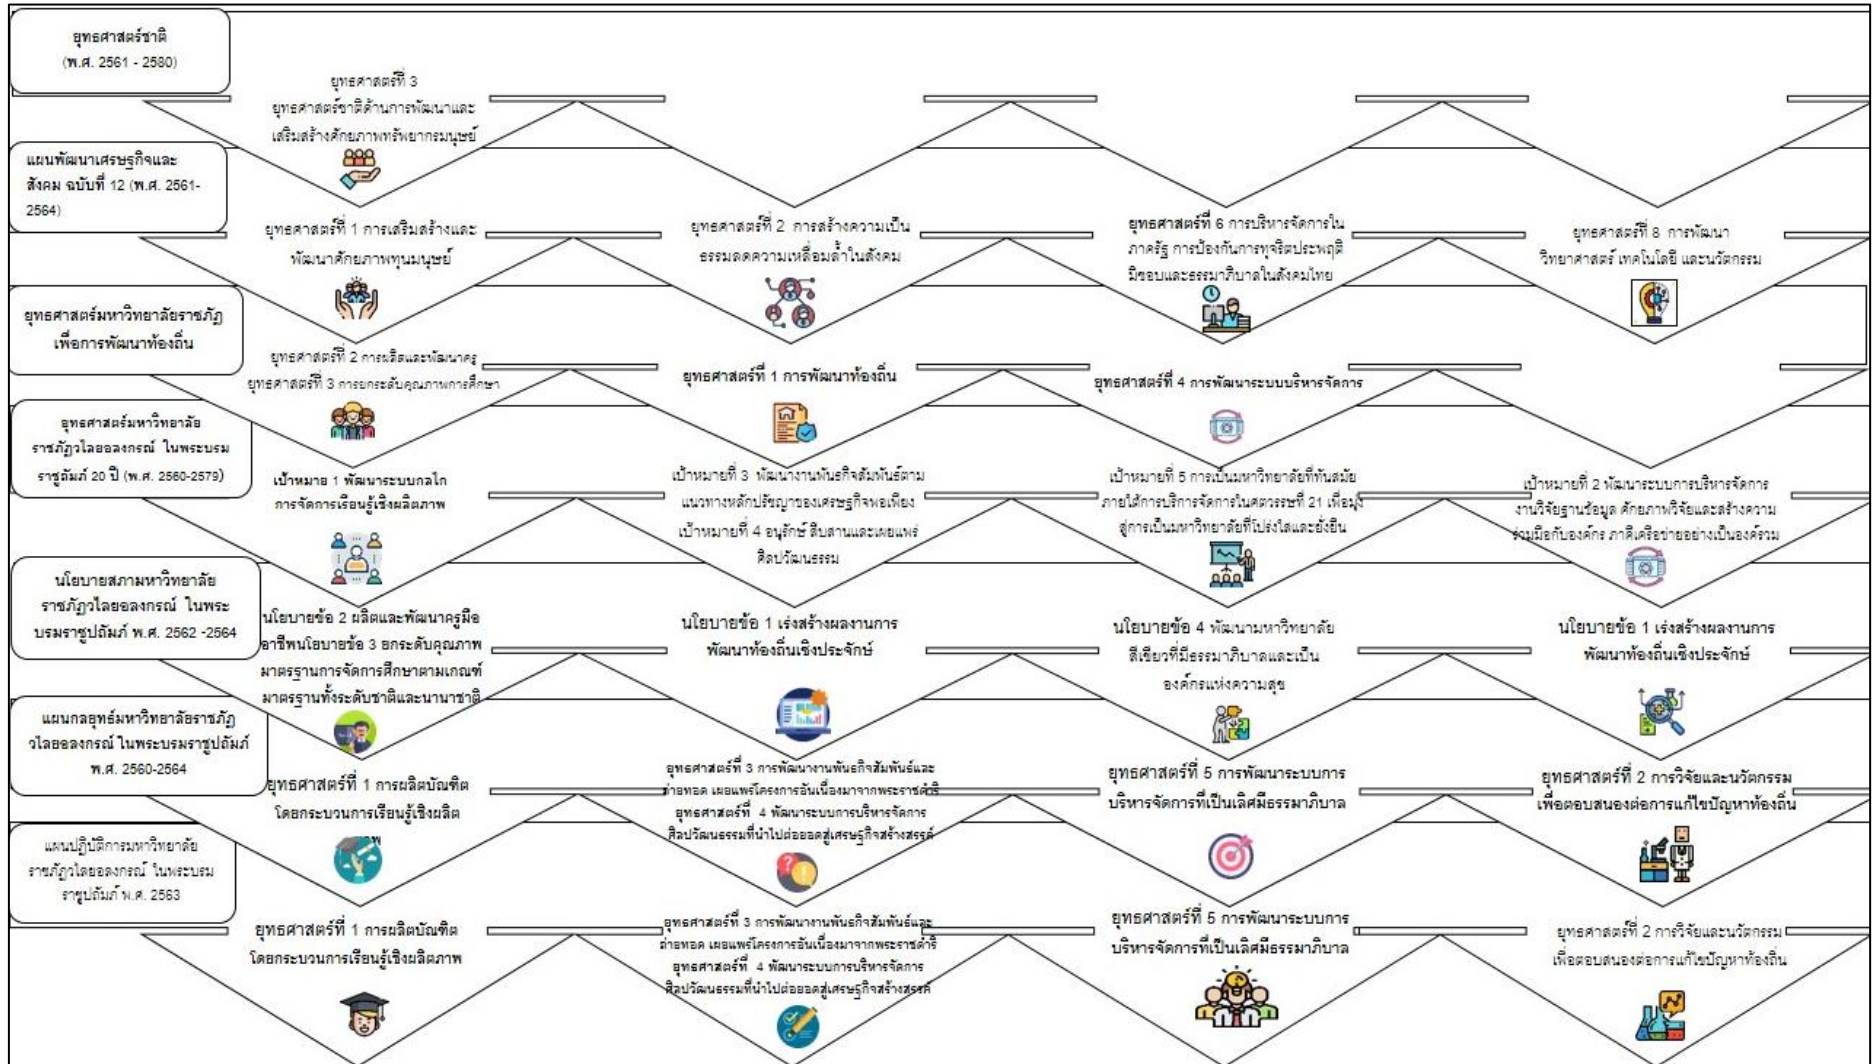 ยุทธศาสตร์ชาติ
(พ.ศ. 2561 - 2580)
ยุทธศาสตร์ที่ 3
ยุทธศาสตร์ชาติด้านการพัฒนาและ
เสริมสร้างศักยภาพทรัพยากรมนุษย์
แผนพัฒนาเศรษฐกิจและ
สังคม ฉบับที่ 12 (พ.ศ. 2561-
2564)
ยุทธศาสตร์ที่ 1 การเสริมสร้างและ
พัฒนาศักยภาพทุนมนุษย์
ยุทธศาสตร์ที่ 2 การสร้างความเป็น
ธรรมลดความเหลื่อมล้ำในสังคม
ยุทธศาสตร์ที่ 6 การบริหารจัดการใน
ภาครัฐ การป้องกันการทุจริตประพฤติ
มิชอบและธรรมาภิบาลในสังคมไทย
ยุทธศาสตร์ที่ 8 การพัฒนา
วิทยาศาสตร์ เทคโนโลยี และนวัตกรรม
ยุทธศาสตร์มหาวิทยาลัยราชภัฏ
เพื่อการพัฒนาท้องถิ่น
ยุทธศาสตร์ที่ 2 การผลิตและพัฒนาครู
ยุทธศาสตร์ที่ 3 การยกระดับคุณภาพการศึกษา
ยุทธศาสตร์ที่ 1 การพัฒนาท้องถิ่น
ยุทธศาสตร์ที่ 4 การพัฒนาระบบบริหารจัดการ
ยุทธศาสตร์มหาวิทยาลัย
ราชภัฏวไลยอลงกรณ์ ในพระบรม
ราชูถัมภ์ 20 ปี (พ.ศ. 2560-2579)
เป้าหมาย 1 พัฒนาระบบกลไก
การจัดการเรียนรู้เชิงผลิตภาพ
เป้าหมายที่ 3 พัฒนางานพันธกิจสัมพันธ์ตาม
แนวทางหลักปรัชญาของเศรษฐกิจพอเพียง
เป้าหมายที่ 4 อนุรักษ์ สืบสานและเผยแพร่
ศิลปวัฒนธรรม
เป้าหมายที่ 5 การเป็นมหาวิทยาลัยที่ทันสมัย
ภายใต้การบริการจัดการในศตวรรษที่ 21 เพื่อมุ่ง
สู่การเป็นมหาวิทยาลัยที่โปร่งใสและยั่งยืน
เป้าหมายที่ 2 พัฒนาระบบการบริหารจัดการ
งานวิจัยฐานข้อมูล ศักยภาพวิจัยและสร้างความ
ร่วมมือกับองค์กร ภาคีเครือข่ายอย่างเป็นองค์รวม
นโยบายสภามหาวิทยาลัย
ราชภัฏวไลยอลงกรณ์ ในพระ
บรมราชูปถัมภ์ พ.ศ. 2562 -2564
นโยบายข้อ 2 ผลิตและพัฒนาครูมือ
อาชีพนโยบายข้อ 3 ยกระดับคุณภาพ
มาตรฐานการจัดการศึกษาตามเกณฑ์
มาตรฐานทั้งระดับชาติและนานาชาติ
นโยบายข้อ 1 เร่งสร้างผลงานการ
พัฒนาท้องถิ่นเชิงประจักษ์
นโยบายข้อ 4 พัฒนามหาวิทยาลัย
สีเขียวที่มีธรรมาภิบาลและเป็น
องค์กรแห่งความสุข
นโยบายข้อ 1 เร่งสร้างผลงานการ
พัฒนาท้องถิ่นเชิงประจักษ์
แผนกลยุทธ์มหาวิทยาลัยราชภัฏ
วไลยอลงกรณ์ ในพระบรมราชูปถัมภ์
พ.ศ. 2560-2564
ยุทธศาสตร์ที่ 1 การผลิตบัณฑิต
โดยกระบวนการเรียนรู้เชิงผลิต
ภาพ
ยุทธศาสตร์ที่ 3 การพัฒนางานพันธกิจสัมพันธ์และ
ถ่ายทอด เผยแพร่โครงการอันเนื่องมาจากพระราชดำริ
ยุทธศาสตร์ที่ 4 พัฒนาระบบการบริหารจัดการ
ศิลปวัฒนธรรมที่นำไปต่อยอดสู่เศรษฐกิจสร้างสรรค์
ยุทธศาสตร์ที่ 5 การพัฒนาระบบการ
บริหารจัดการที่เป็นเลิศมีธรรมาภิบาล
ยุทธศาสตร์ที่ 2 การวิจัยและนวัตกรรม
เพื่อตอบสนองต่อการแก้ไขปัญหาท้องถิ่น
แผนปฏิบัติการมหาวิทยาลัย
ราชภัฏวไลยอลงกรณ์ ในพระบรม
ราชูปถัมภ์ พ.ศ. 2563
ยุทธศาสตร์ที่ 1 การผลิตบัณฑิต
โดยกระบวนการเรียนรู้เชิงผลิตภาพ
ยุทธศาสตร์ที่ 3 การพัฒนางานพันธกิจสัมพันธ์และ
ถ่ายทอด เผยแพร่โครงการอันเนื่องมาจากพระราชดำริ
ยุทธศาสตร์ที่ 4 พัฒนาระบบการบริหารจัดการ
ศิลปวัฒนธรรมที่นำไปต่อยอดสู่เศรษฐกิจสร้างสรรค์
ยุทธศาสตร์ที่ 5 การพัฒนาระบบการ
บริหารจัดการที่เป็นเลิศมีธรรมาภิบาล
ยุทธศาสตร์ที่ 2 การวิจัยและนวัตกรรม
เพื่อตอบสนองต่อการแก้ไขปัญหาท้องถิ่น